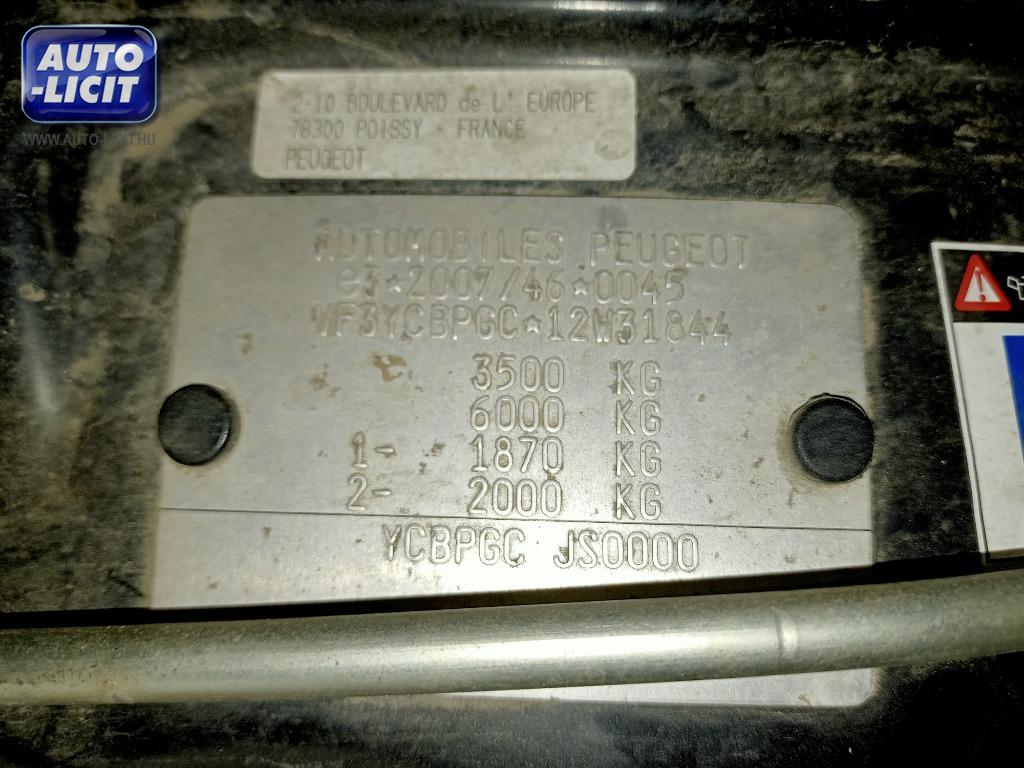 AUTO
-LICIT
WWW.AUTO-LICIT.HU
2-10 BOULEVARD de L' EUROPE
78300 POISSY - FRANCE
PEUGEOT
AUTOMOBILES PEUGEOT
e3*2007/46*0045
VF3YCBPGC*12W31844
3500 KG
6000 KG
1- 1870 KG
2- 2000 KG
YCBPGC JS0000